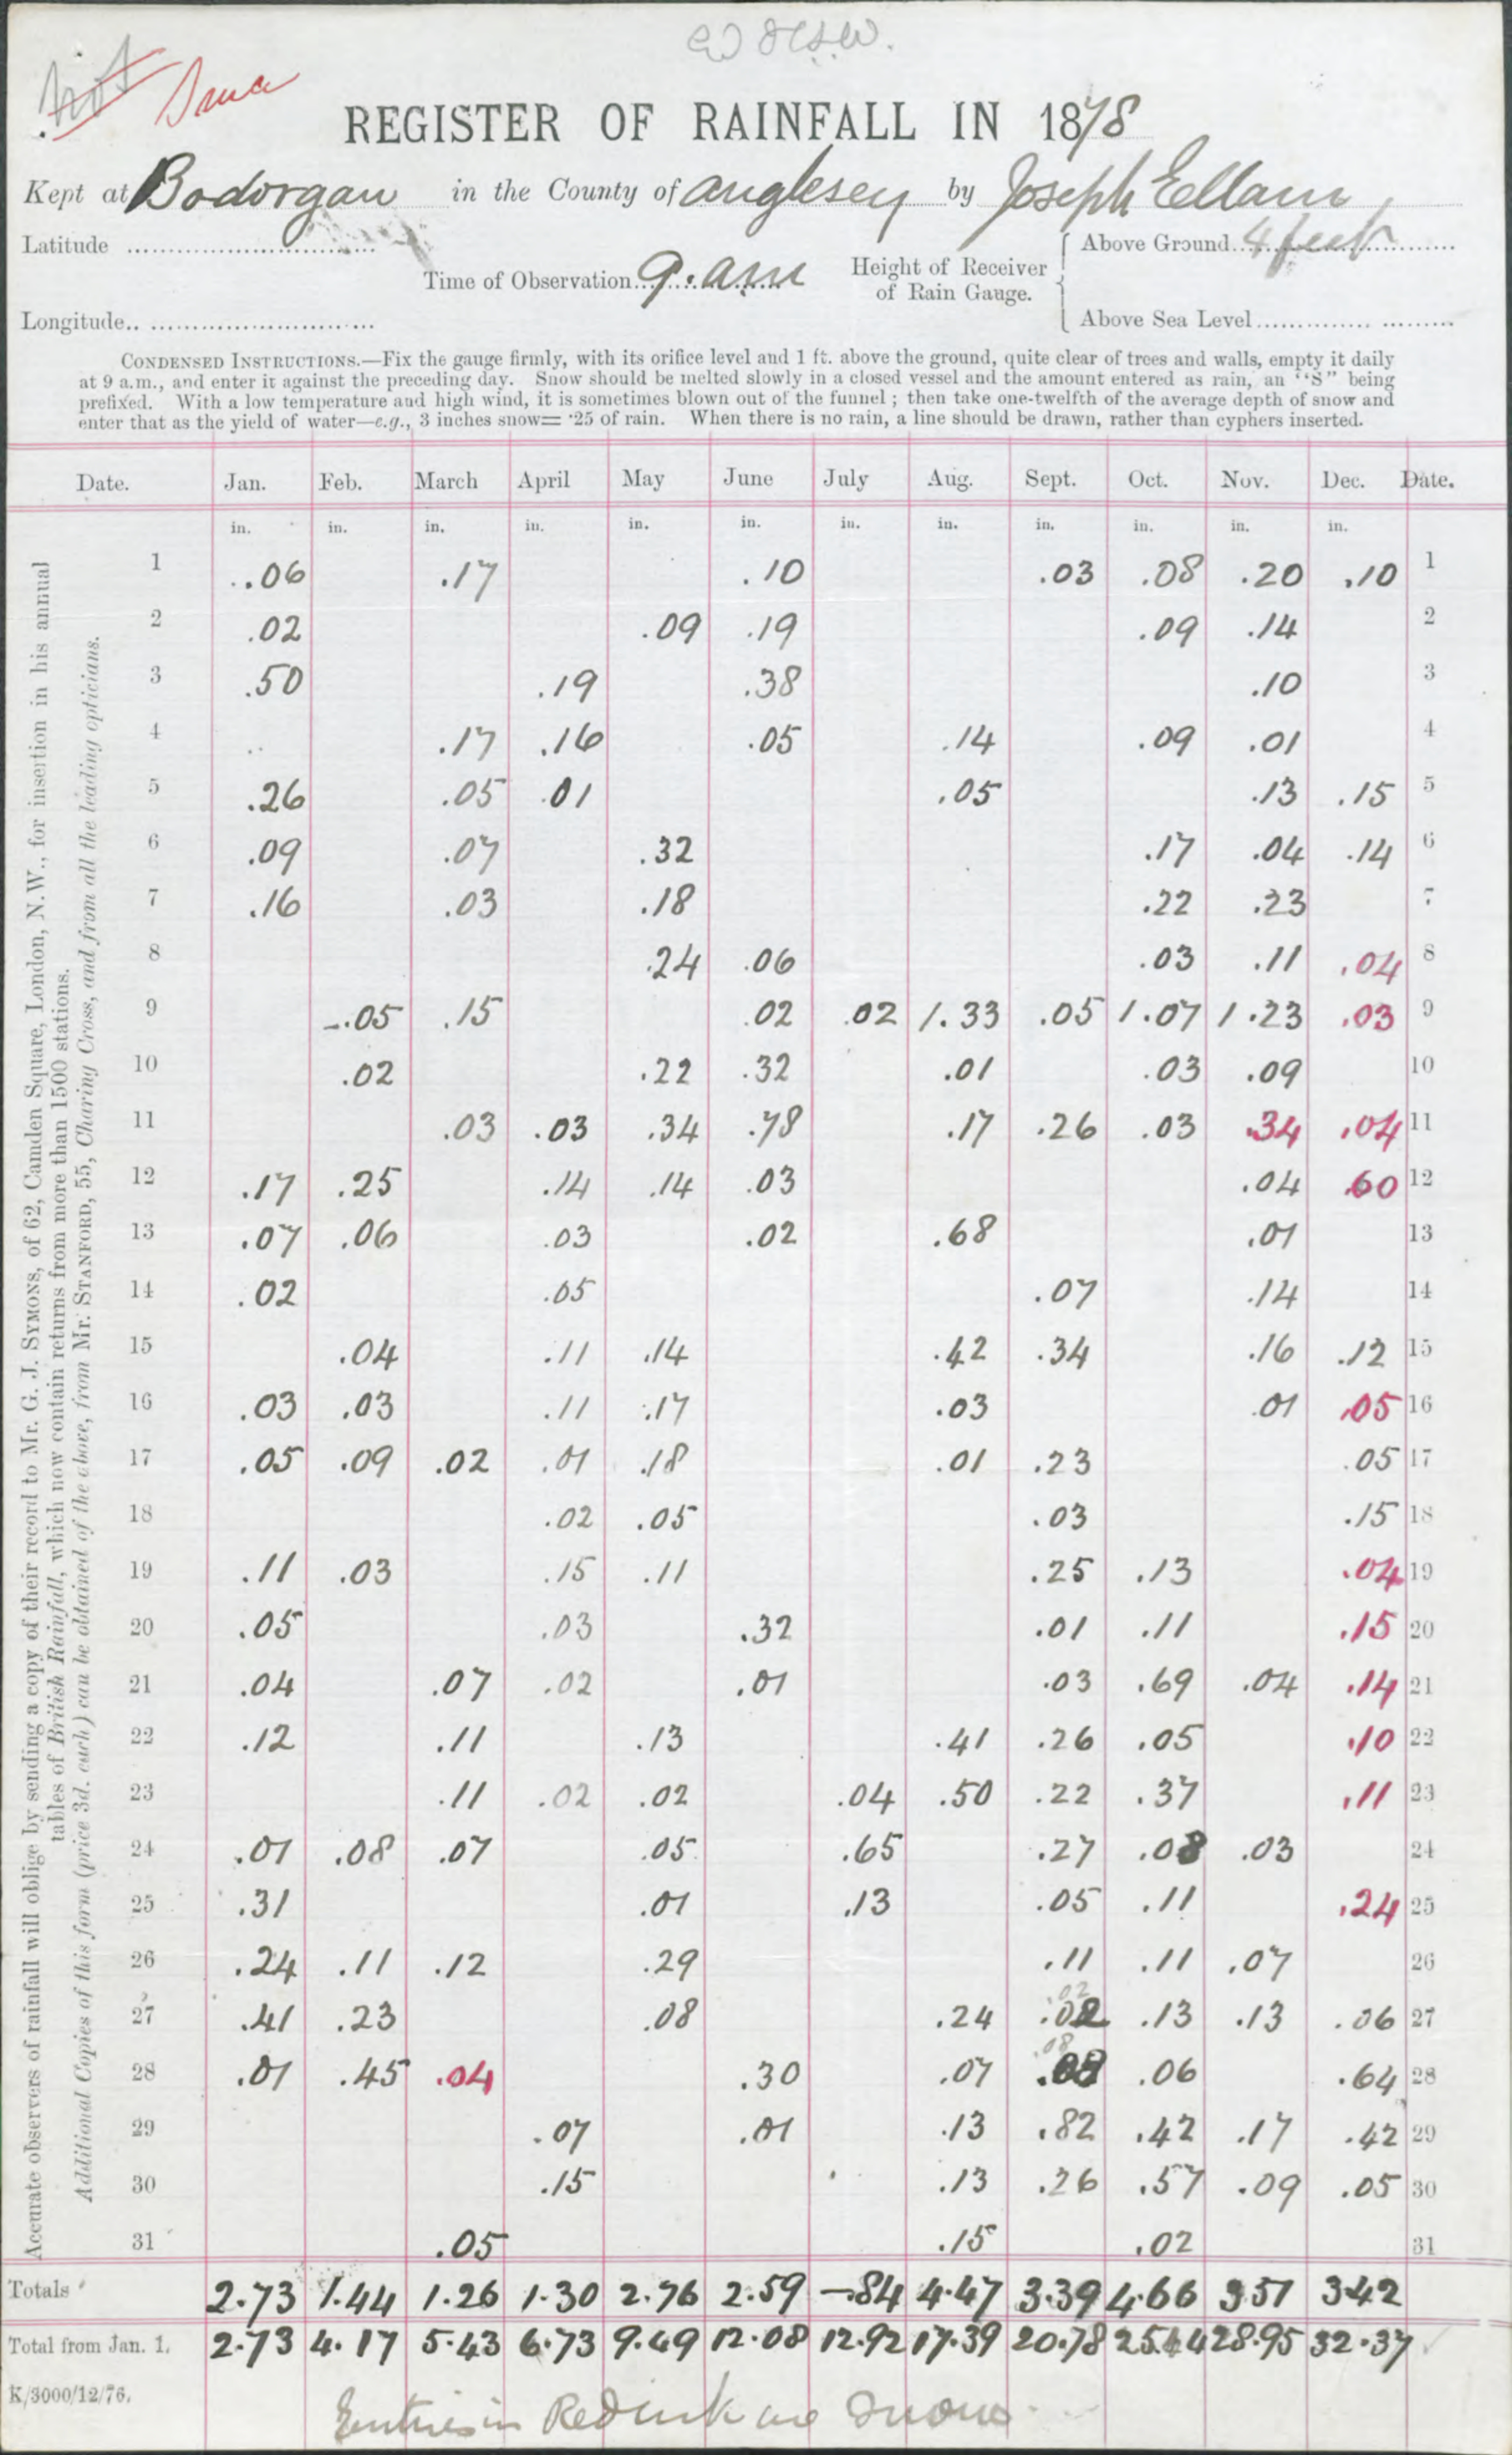 Snow
REGISTER OF RAINFALL IN 1878
Kept at Bodorgan in the County of Anglesey by Joseph Ellam
Latitude
Time of Observation 9.am
Height of Receiver of Rain Gauge.
Above Ground 4 feet
Longitude
Above Sea Level
CONDENSED INSTRUCTIONS.—Fix the gauge firmly, with its orifice level and 1 ft. above the ground, quite clear of trees and walls, empty it daily
at 9 a.m., and enter it against the preceding day. Snow should be melted slowly in a closed vessel and the amount entered as rain, an "S" being
prefixed. With a low temperature and high wind, it is sometimes blown out of the funnel; then take one-twelfth of the average depth of snow and
enter that as the yield of water—e.g., 3 inches snow= ·25 of rain. When there is no rain, a line should be drawn, rather than cyphers inserted.
Date. Jan. Feb. March April May June July Aug. Sept. Oct. Nov. Dec. Date.
in. in. in. in. in. in. in. in. in. in. in. in.
1 .06 .17 .10 .03 .08 .20 .10 1
2 .02 .09 .19 .09 .14 2
3 .50 .19 .38 .10 3
4 .17 .16 .05 .14 .09 .01 4
5 .26 .05 .01 .05 .13 .15 5
6 .09 .07 .32 .17 .04 .14 6
7 .16 .03 .18 .22 .23 7
8 .24 .06 .03 .11 .04 8
9 .05 .15 .02 .02 1.33 .05 1.07 1.23 .03 9
10 .02 .22 .32 .01 .03 .09 10
11 .03 .03 .34 .78 .17 .26 .03 .34 .04 11
12 .17 .25 .14 .14 .03 .04 .60 12
13 .07 .06 .03 .02 .68 .01 13
14 .02 .05 .07 .14 14
15 .04 .11 .14 .42 .34 .16 .12 15
16 .03 .03 .11 .17 .03 .01 .05 16
17 .05 .09 .02 .01 .18 .01 .23 .05 17
18 .02 .05 .03 .15 18
19 .11 .03 .15 .11 .25 .13 .04 19
20 .05 .03 .32 .01 .11 .15 20
21 .04 .07 .02 .01 .03 .69 .04 .14 21
22 .12 .11 .13 .41 .26 .05 .10 22
23 .11 .02 .02 .04 .50 .22 .37 .11 23
24 .01 .08 .07 .05 .65 .27 .08 .03 24
25 .31 .01 .13 .05 .11 .24 25
26 .24 .11 .12 .29 .11 .11 .07 26
.02
27 .41 .23 .08 .24 .02 .13 .13 .06 27
.08
28 .01 .45 .04 .30 .07 .08 .06 .64 28
29 .07 .01 .13 .82 .42 .17 .42 29
30 .15 .13 .26 .57 .09 .05 30
31 .05 .15 .02 31
Totals 2.73 1.44 1.26 1.30 2.76 2.59 —.84 4.47 3.39 4.66 3.51 3.42
Total from Jan. 1. 2.73 4.17 5.43 6.73 9.49 12.08 12.92 17.39 20.78 25.44 28.95 32.37
K/3000/12/76.
Entries in Red ink are Snow
Accurate observers of rainfall will oblige by sending a copy of their record to Mr. G. J. SYMONS, of 62, Camden Square, London, N.W., for insertion in his annual
tables of British Rainfall, which now contain returns from more than 1500 stations.
Additional Copies of this form (price 3d. each) can be obtained of the above, from Mr. STANFORD, 55, Charing Cross, and from all the leading opticians.